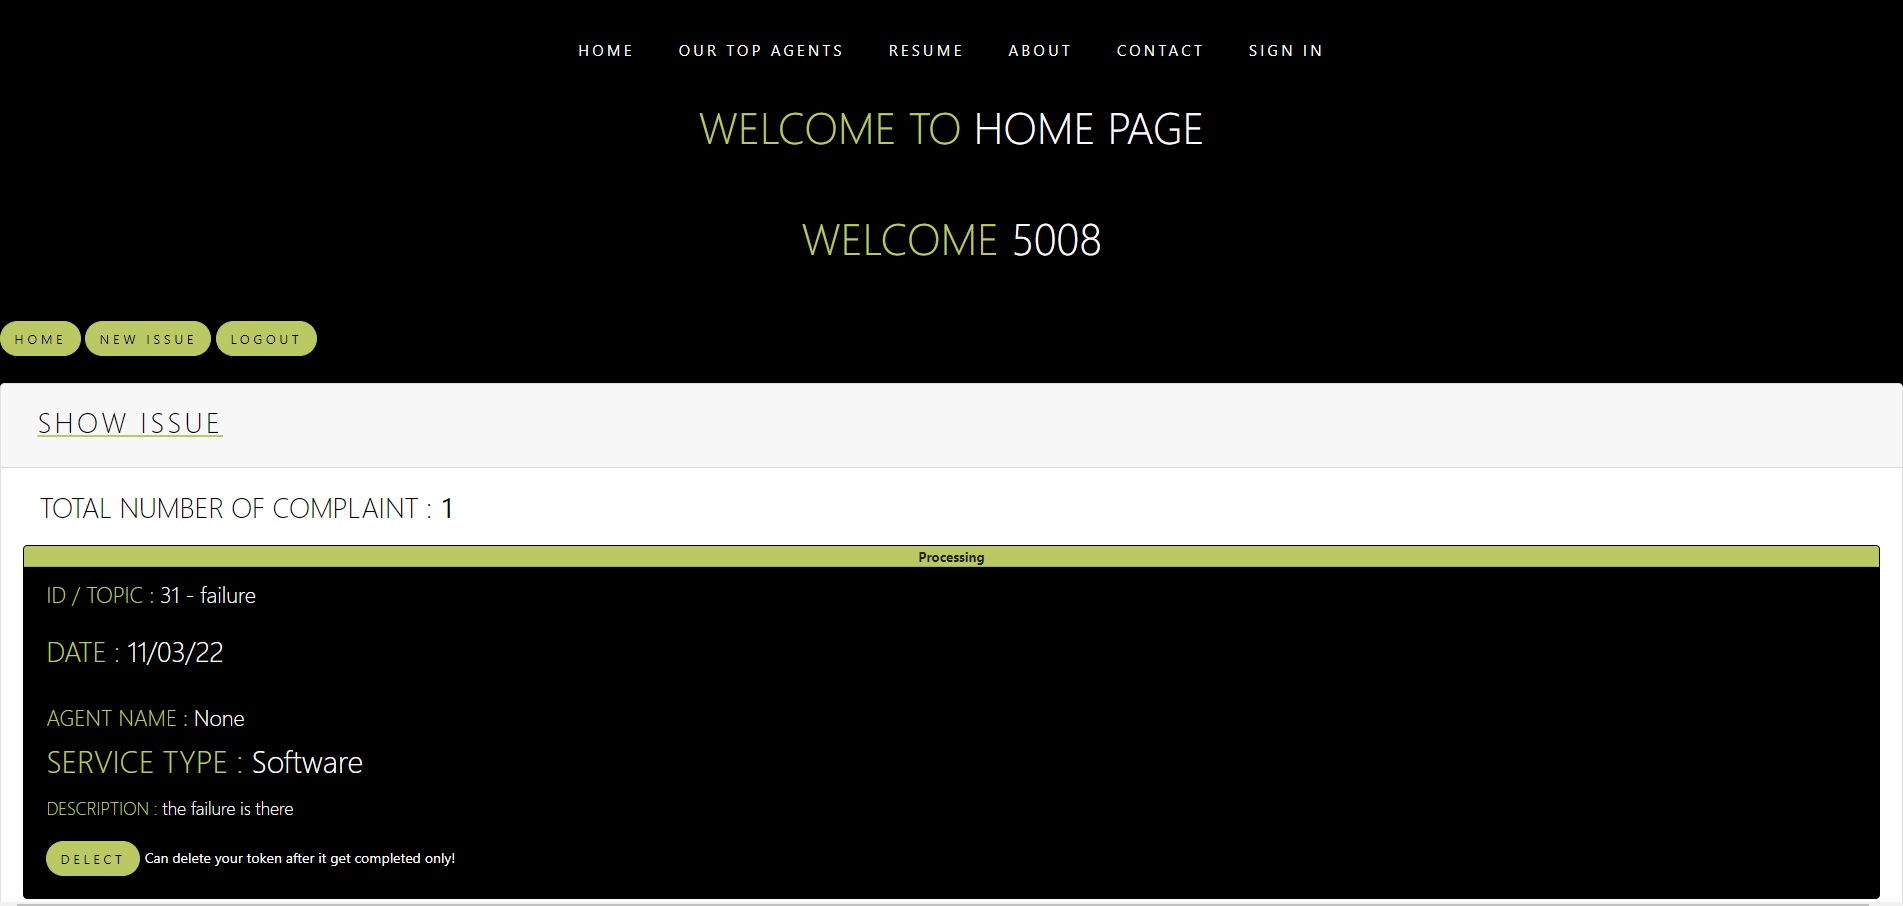 HOME OUR TOP AGENTS RESUME ABOUT CONTACT SIGN IN
WELCOME TO HOME PAGE
WELCOME 5008
HOME NEW ISSUE LOGOUT
SHOW ISSUE
TOTAL NUMBER OF COMPLAINT : 1
Processing
ID / TOPIC : 31 - failure
DATE : 11/03/22
AGENT NAME : None
SERVICE TYPE : Software
DESCRIPTION : the failure is there
DELECT Can delete your token after it get completed only!